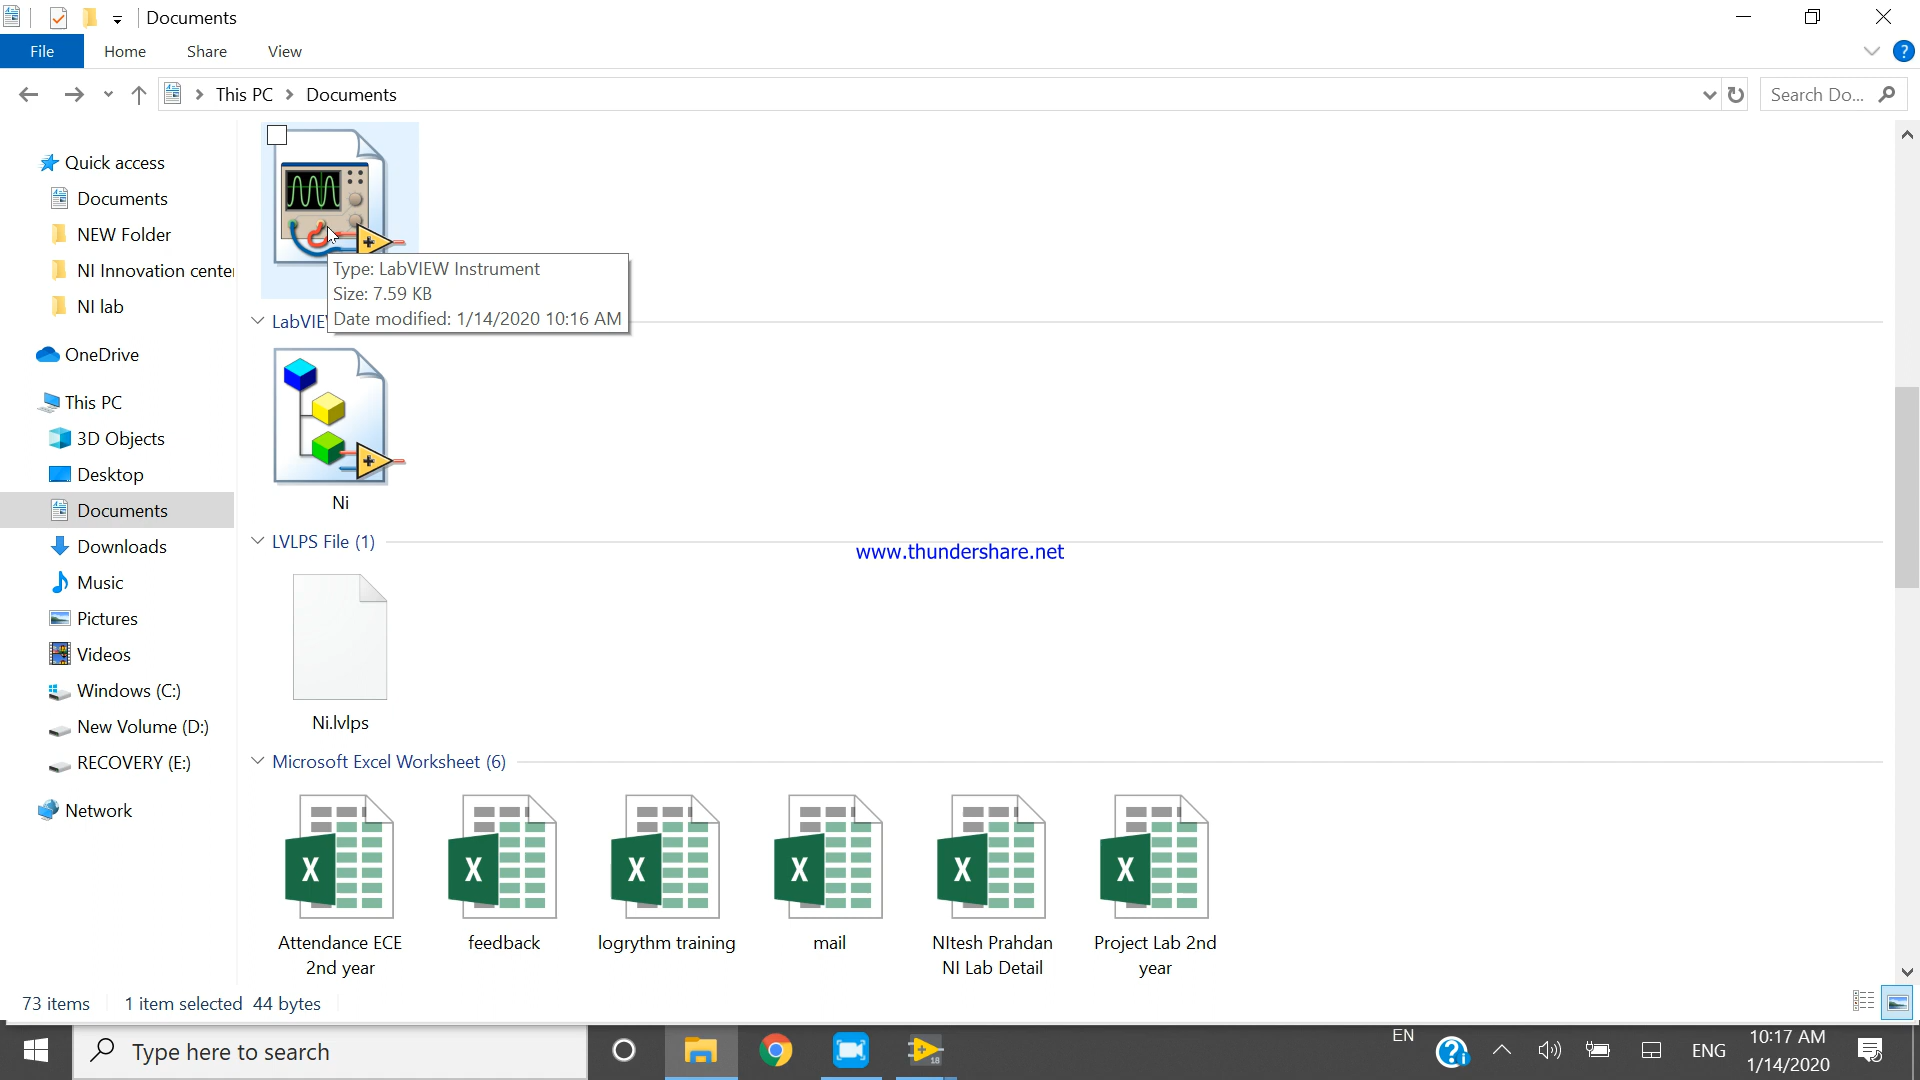 Documents
File
Home
Share
View
?
This PC
Documents
Search Do...
Quick access
Documents
NEW Folder
NI Innovation cente
NI lab
OneDrive
This PC
3D Objects
Desktop
Documents
Downloads
Music
Pictures
Videos
Windows (C:)
New Volume (D:)
RECOVERY (E:)
Network
Type: LabVIEW Instrument
Size: 7.59 KB
Date modified: 1/14/2020 10:16 AM
Ni
LVLPS File (1)
www.thundershare.net
Ni.lvlps
Microsoft Excel Worksheet (6)
X
X
X
X
X
X
Attendance ECE
2nd year
feedback
logrythm training
mail
NItesh Prahdan
NI Lab Detail
Project Lab 2nd
year
73 items
1 item selected 44 bytes
Type here to search
18
EN
?
ENG
10:17 AM
1/14/2020